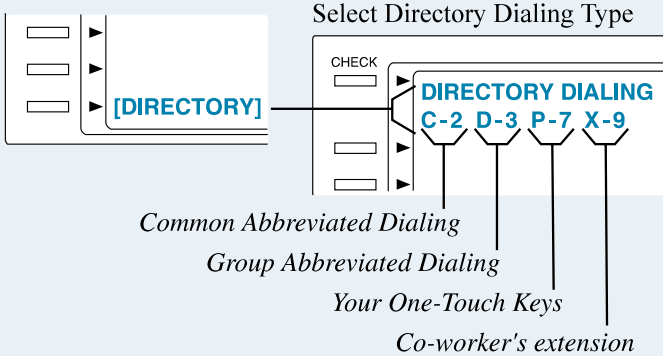 Select Directory Dialing Type
CHECK
[DIRECTORY]
DIRECTORY DIALING
C-2 D-3 P-7 X-9
Common Abbreviated Dialing
Group Abbreviated Dialing
Your One-Touch Keys
Co-worker's extension